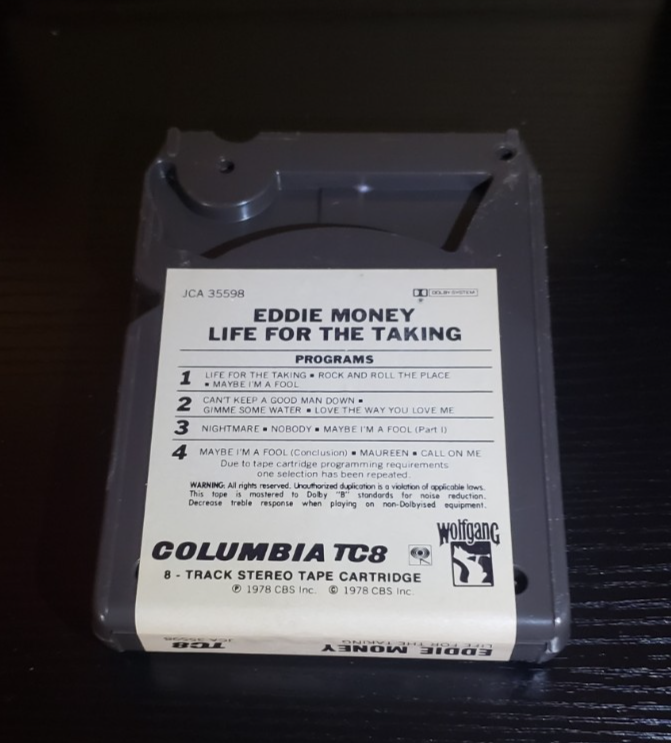 JCA 35598
DOLBY SYSTEM
EDDIE MONEY
LIFE FOR THE TAKING
PROGRAMS
1 LIFE FOR THE TAKING ▪ ROCK AND ROLL THE PLACE
▪ MAYBE I'M A FOOL
2 CAN'T KEEP A GOOD MAN DOWN ▪
GIMME SOME WATER ▪ LOVE THE WAY YOU LOVE ME
3 NIGHTMARE ▪ NOBODY ▪ MAYBE I'M A FOOL (Part I)
4 MAYBE I'M A FOOL (Conclusion) ▪ MAUREEN ▪ CALL ON ME
Due to tape cartridge programming requirements
one selection has been repeated.
WARNING: All rights reserved. Unauthorized duplication is a violation of applicable laws.
This tape is mastered to Dolby "B" standards for noise reduction.
Decrease treble response when playing on non-Dolbyised equipment.
wolfgang
COLUMBIA TC8
8 - TRACK STEREO TAPE CARTRIDGE
℗ 1978 CBS Inc. © 1978 CBS Inc.
EDDIE MONEY
LIFE FOR THE TAKING
TC8
JCA 35598